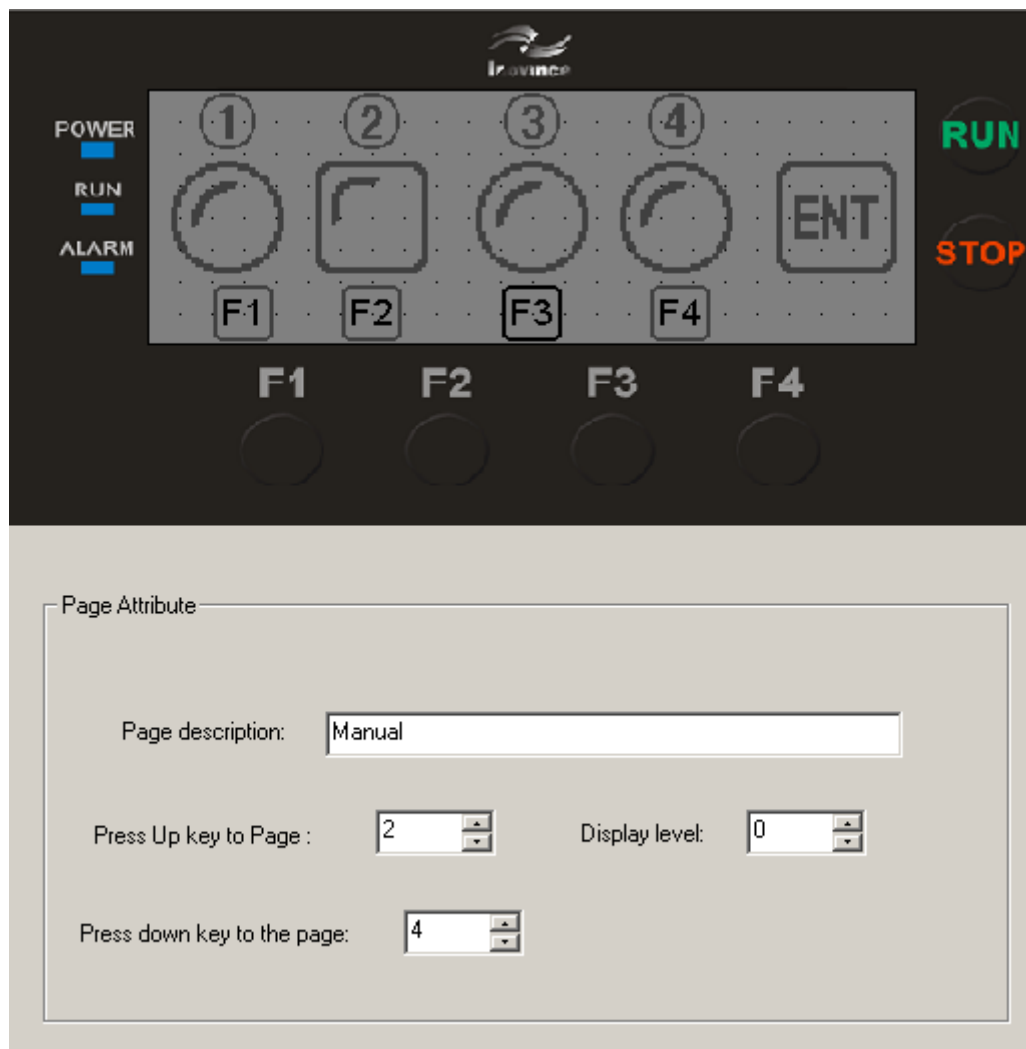 Inovance
① ② ③ ④
POWER
RUN
RUN
ENT
ALARM
STOP
F1 F2 F3 F4
F1 F2 F3 F4
Page Attribute
Page description: Manual
Press Up key to Page : 2 Display level: 0
Press down key to the page: 4